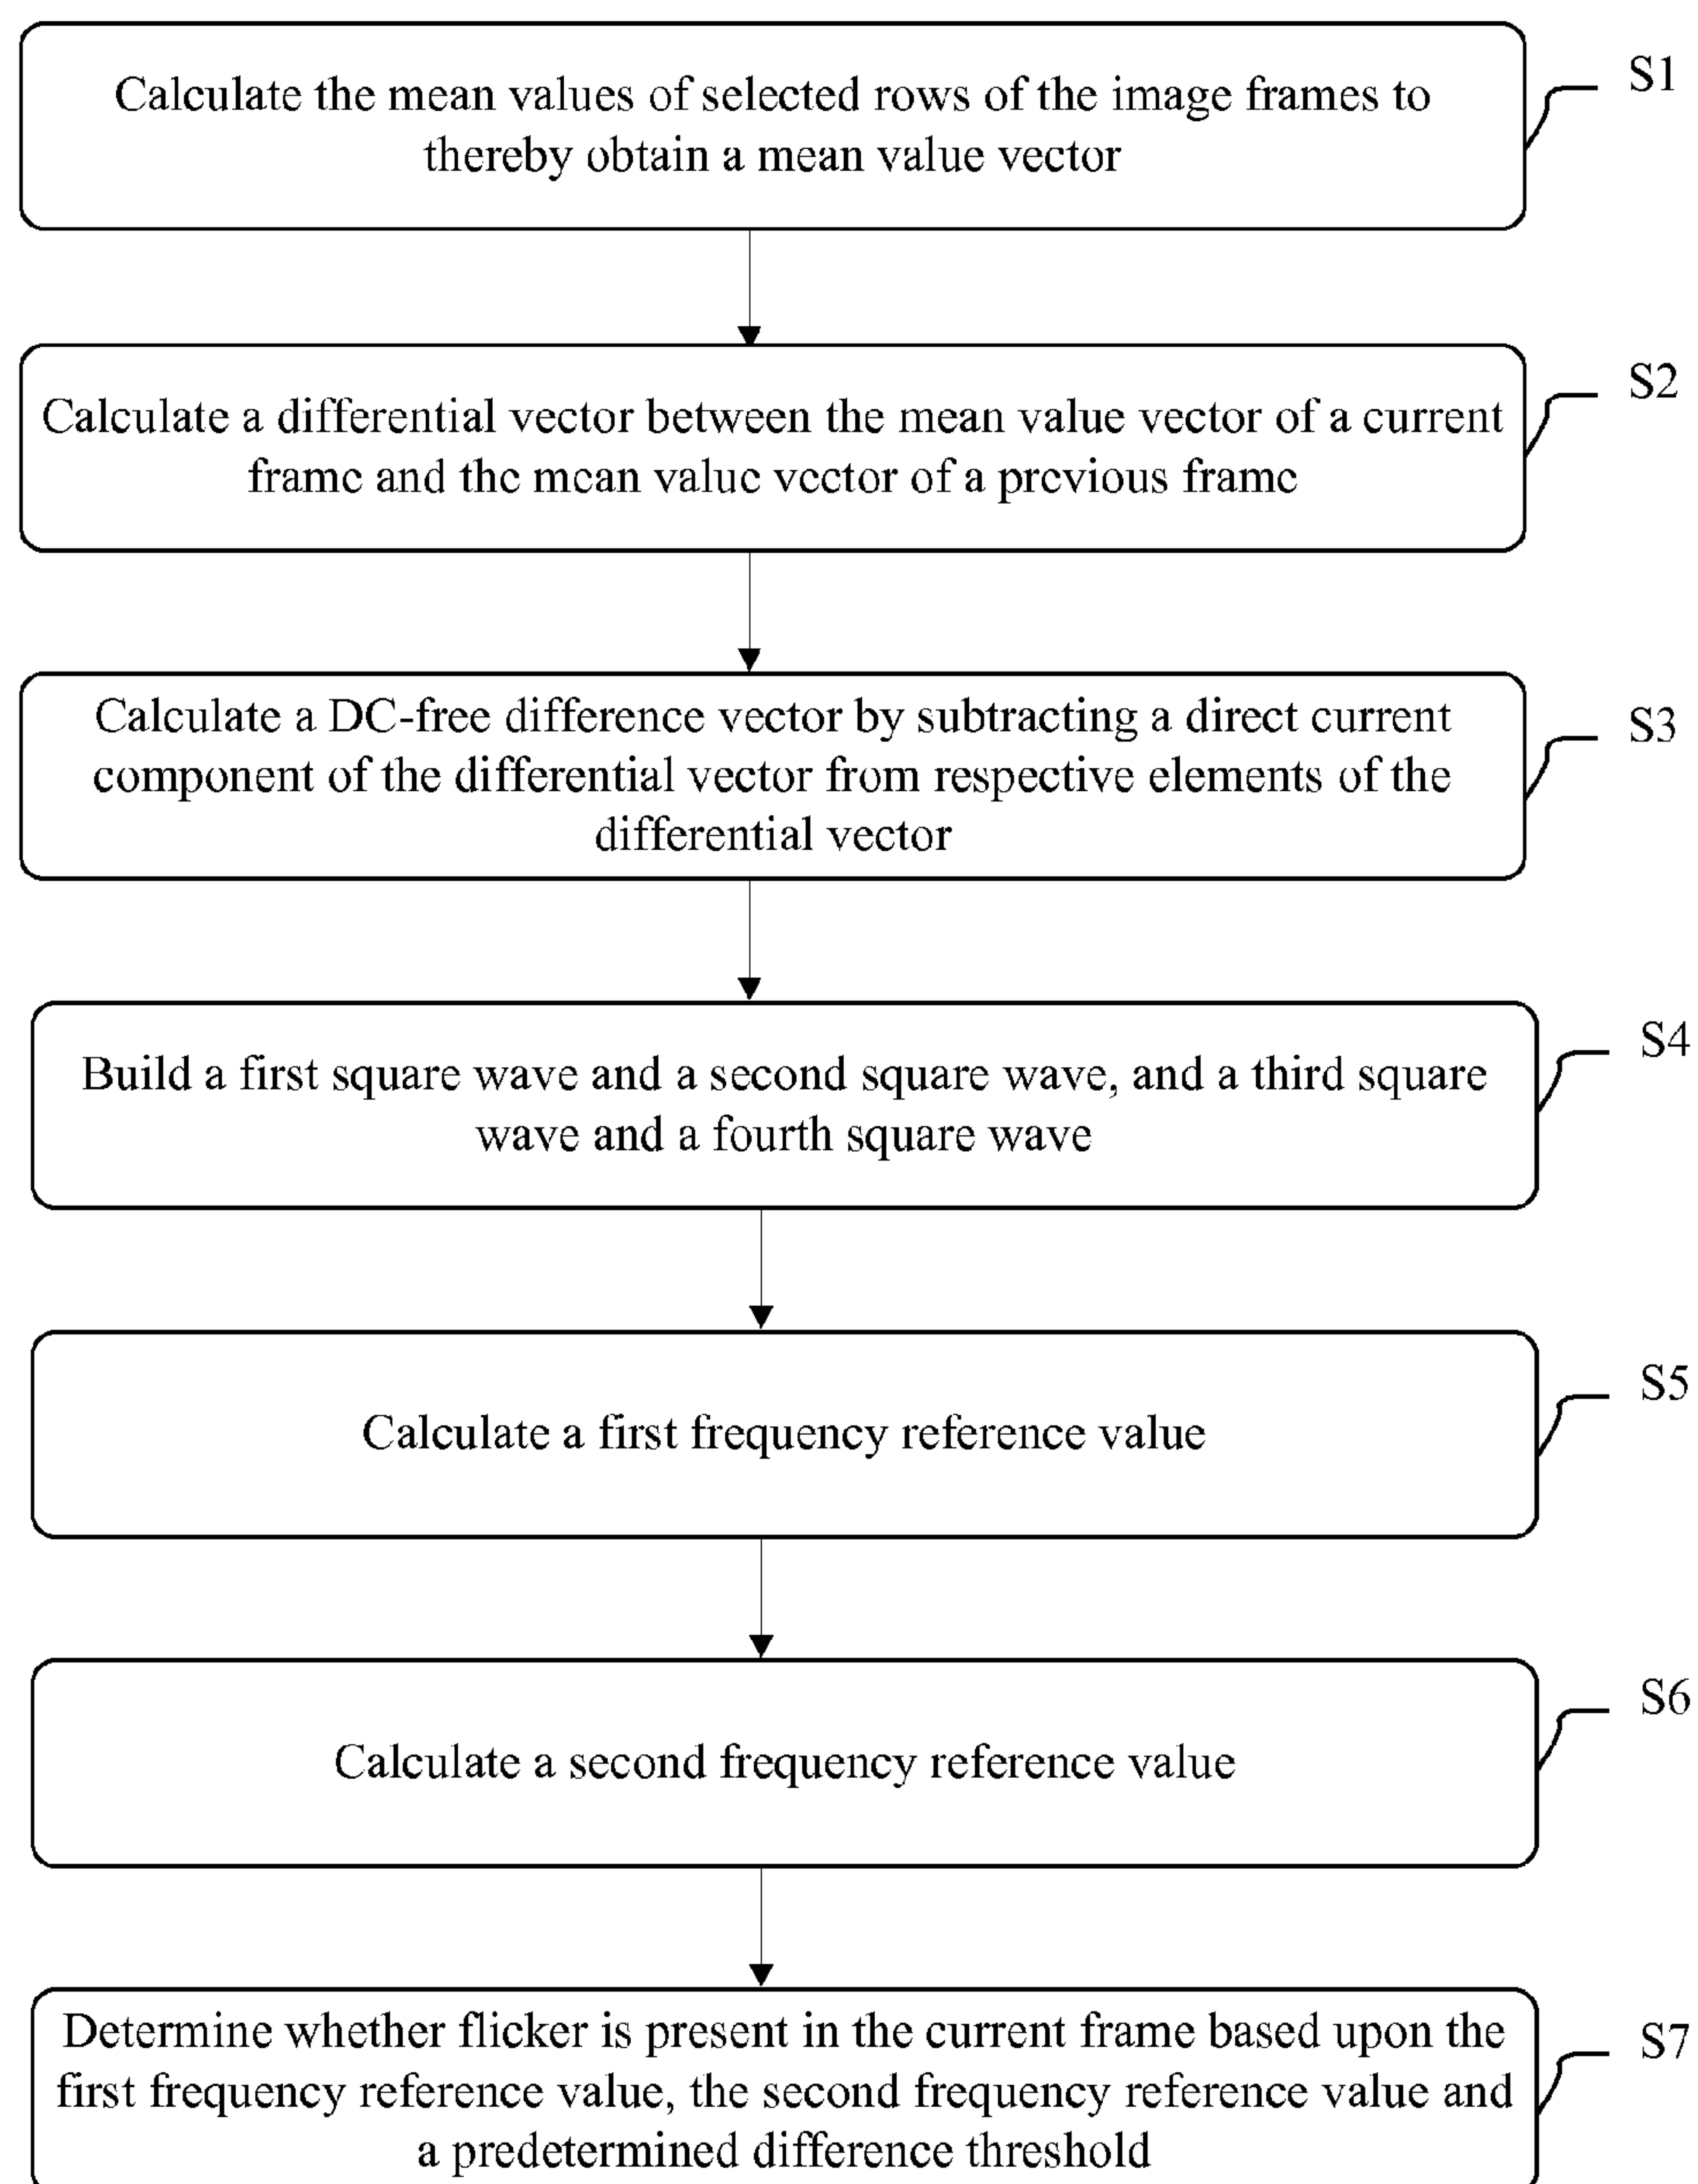 Calculate the mean values of selected rows of the image frames to
thereby obtain a mean value vector
S1
Calculate a differential vector between the mean value vector of a current
frame and the mean value vector of a previous frame
S2
Calculate a DC-free difference vector by subtracting a direct current
component of the differential vector from respective elements of the
differential vector
S3
Build a first square wave and a second square wave, and a third square
wave and a fourth square wave
S4
Calculate a first frequency reference value
S5
Calculate a second frequency reference value
S6
Determine whether flicker is present in the current frame based upon the
first frequency reference value, the second frequency reference value and
a predetermined difference threshold
S7